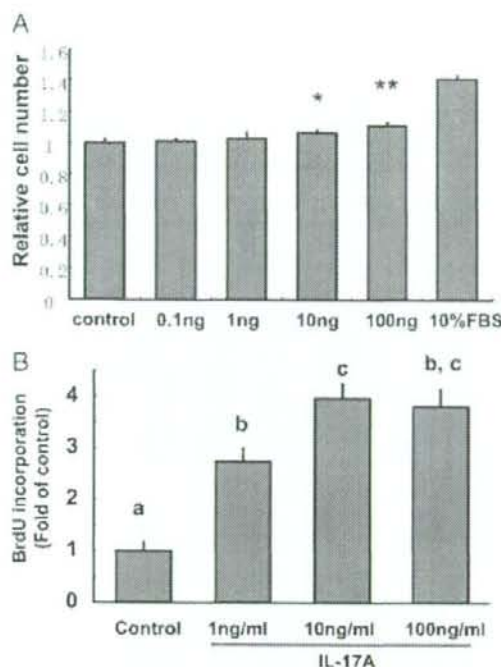 A
Relative cell number
1.6
1.4
1.2
1
0.8
0.6
0.4
0.2
0
* **
control 0.1ng 1ng 10ng 100ng 10%FBS
B
BrdU incorporation
(Fold of control)
4
3
2
1
0
a b c b, c
Control 1ng/ml 10ng/ml 100ng/ml
IL-17A